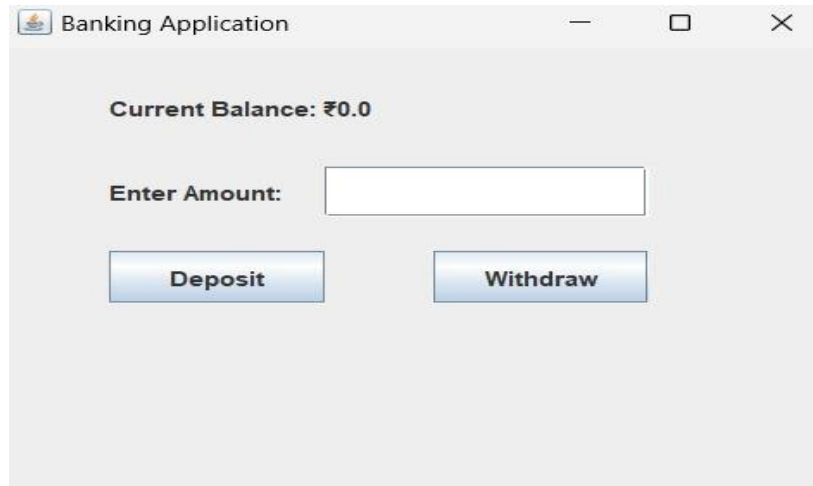 Banking Application
Current Balance: ₹0.0
Enter Amount:
Deposit Withdraw